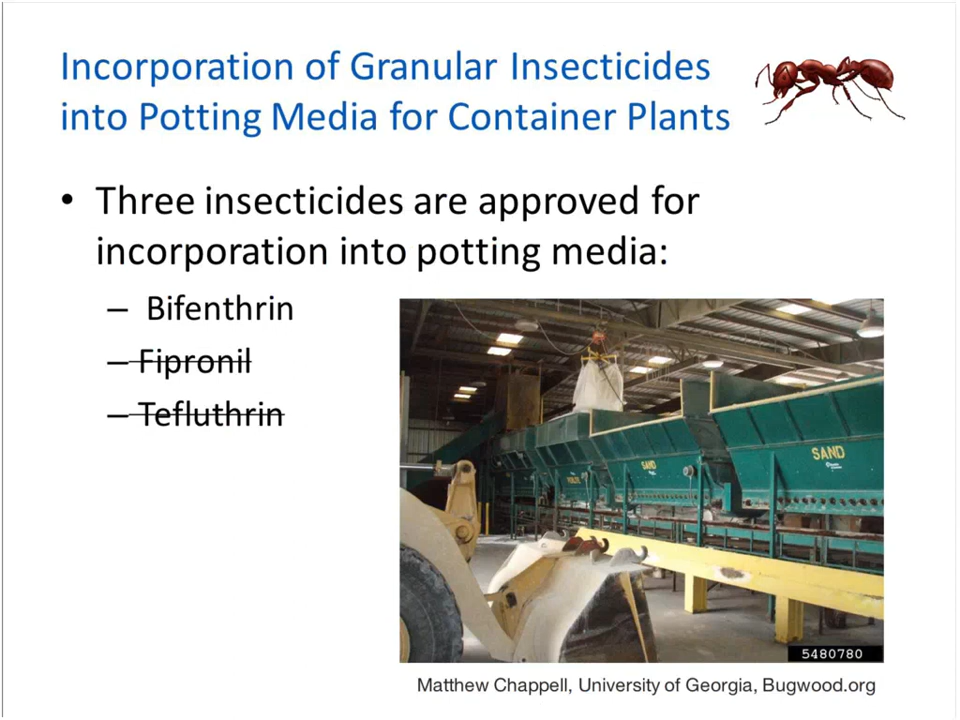 Incorporation of Granular Insecticides
into Potting Media for Container Plants
• Three insecticides are approved for
incorporation into potting media:
– Bifenthrin
– Fipronil
– Tefluthrin
SAND
SAND
5480780
Matthew Chappell, University of Georgia, Bugwood.org